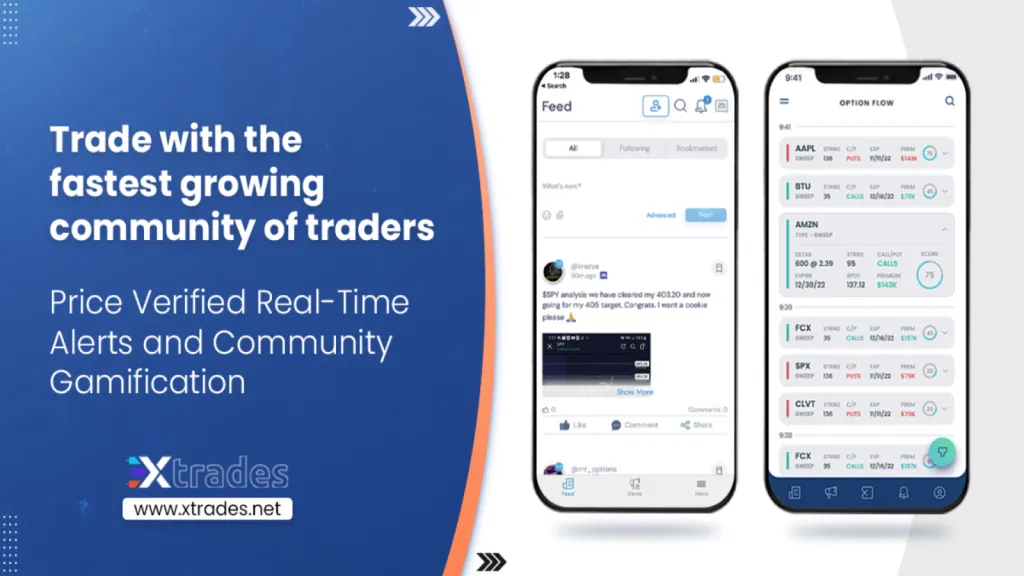 Trade with the
fastest growing
community of traders
Price Verified Real-Time
Alerts and Community
Gamification
Xtrades
www.xtrades.net
1:28
Search
Feed
1
All Following Bookmarked
What's new?
Advanced Post
@krazya
30m ago
$SPY analysis we have cleared my 403.20 and now
going for my 405 target. Congrats. I want a cookie
please 🙏
SPY
Show More
0 Comments 0
Like Comment Share
@mr_options
Feed Alerts Menu
9:41
OPTION FLOW
9:41
AAPL STRIKE C/P EXP PREM
SWEEP 136 PUTS 11/11/22 $143K 75
BTU STRIKE C/P EXP PREM
SWEEP 35 CALLS 12/16/22 $76K 45
AMZN
TYPE - SWEEP
DETAIL STRIKE CALL/PUT SCORE
600 @ 2.39 95 CALLS 75
EXPIRE SPOT PREMIUM
12/30/22 137.12 $143K
9:39
FCX STRIKE C/P EXP PREM
SWEEP 35 CALLS 12/16/22 $197K 45
SPX STRIKE C/P EXP PREM
SWEEP 136 PUTS 11/11/22 $79K 20
CLVT STRIKE C/P EXP PREM
SWEEP 136 PUTS 11/11/22 $79K 20
9:38
FCX STRIKE C/P EXP PREM
SWEEP 35 CALLS 12/16/22 $197K